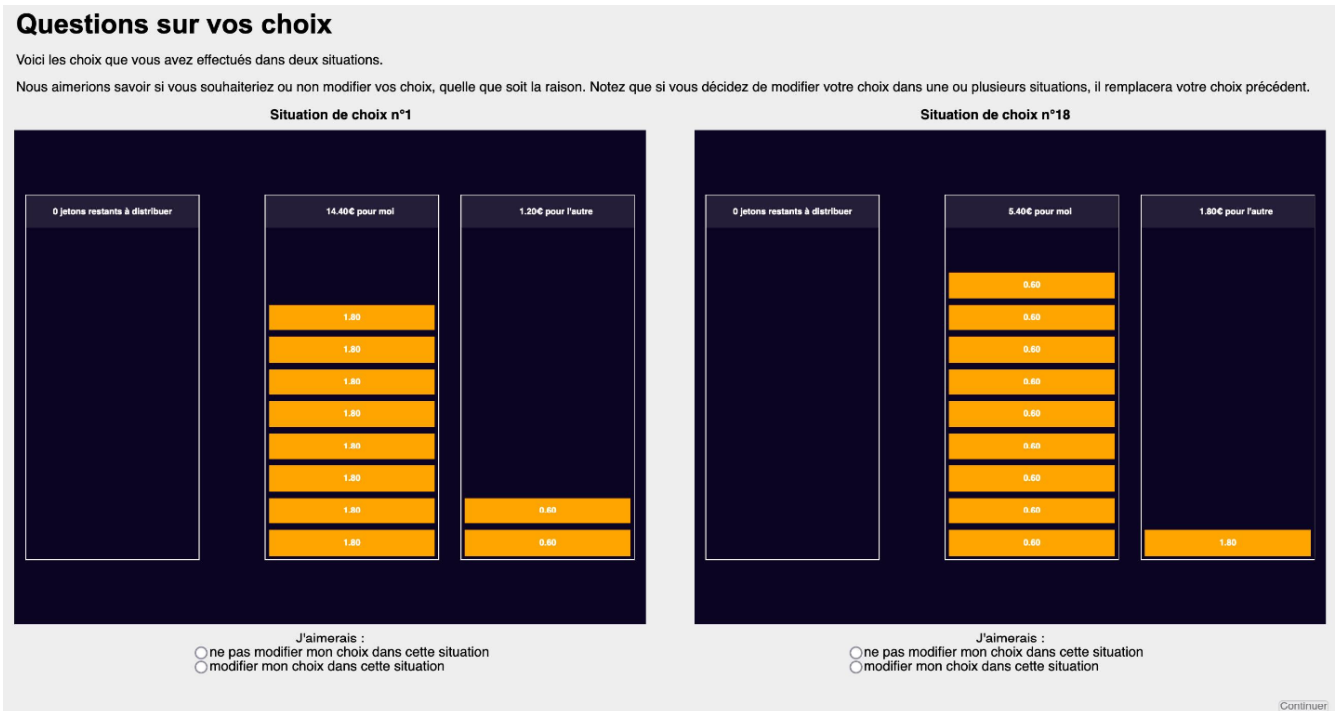 Questions sur vos choix
Voici les choix que vous avez effectués dans deux situations.
Nous aimerions savoir si vous souhaiteriez ou non modifier vos choix, quelle que soit la raison. Notez que si vous décidez de modifier votre choix dans une ou plusieurs situations, il remplacera votre choix précédent.
Situation de choix n°1
0 jetons restants à distribuer
14.40€ pour moi
1.20€ pour l'autre
1.80
1.80
1.80
1.80
1.80
1.80
1.80
0.60
1.80
0.60
J'aimerais :
ne pas modifier mon choix dans cette situation
modifier mon choix dans cette situation
Situation de choix n°18
0 jetons restants à distribuer
5.40€ pour moi
1.80€ pour l'autre
0.60
0.60
0.60
0.60
0.60
0.60
0.60
0.60
0.60
1.80
J'aimerais :
ne pas modifier mon choix dans cette situation
modifier mon choix dans cette situation
Continuer